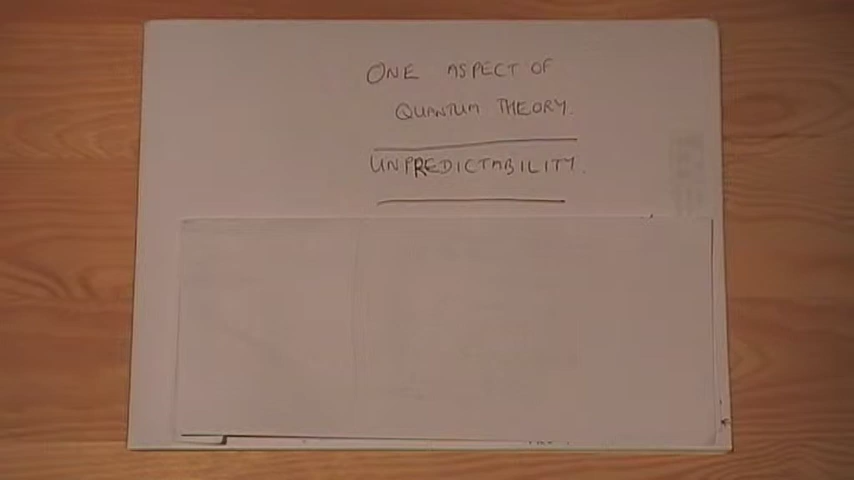 ONE ASPECT OF
QUANTUM THEORY.
UNPREDICTABILITY.